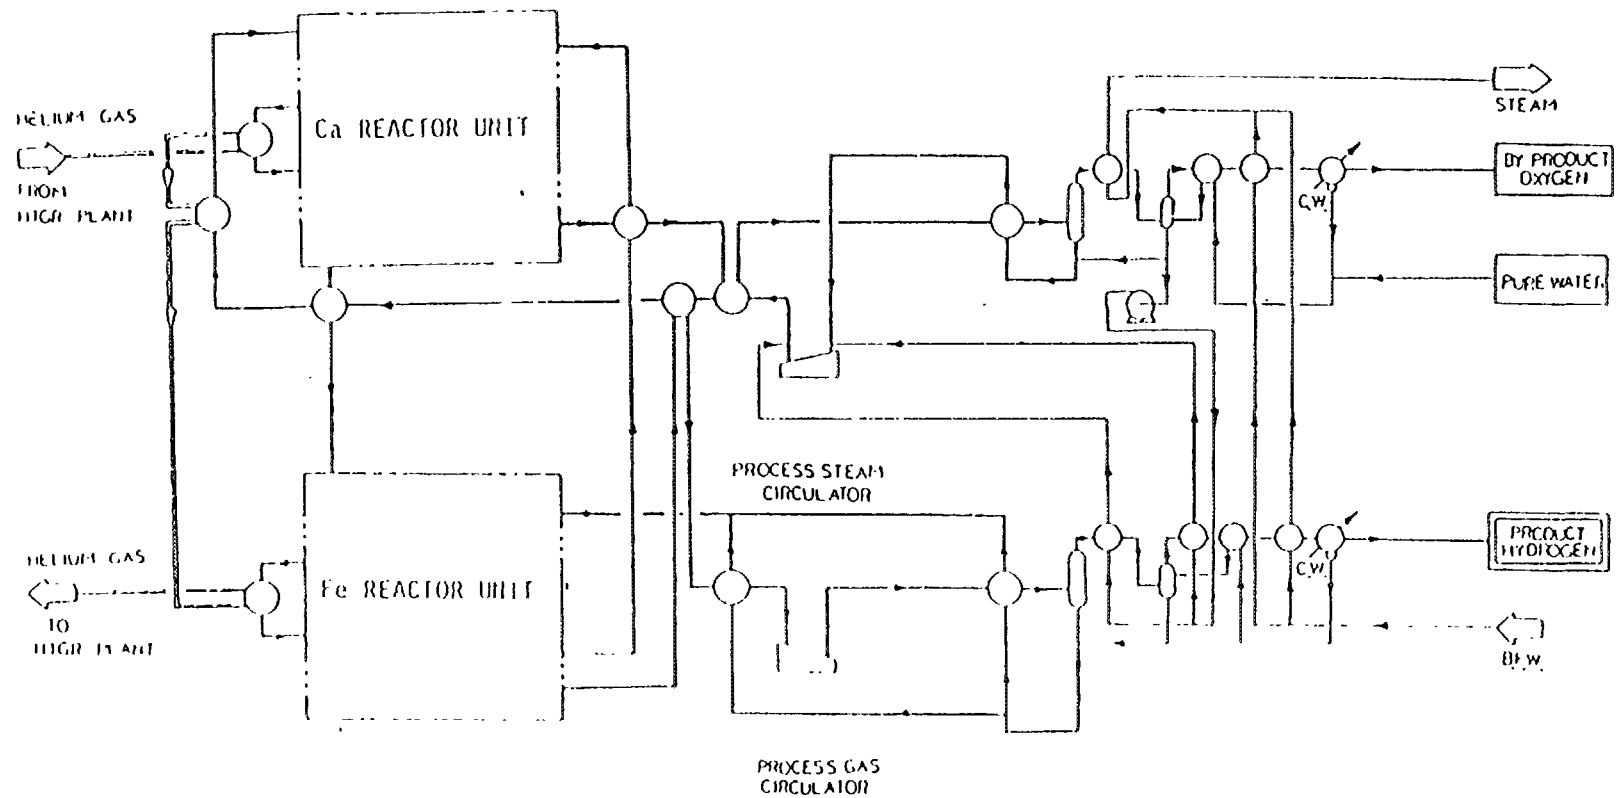 HELIUM GAS
FROM
HTGR PLANT
Ca REACTOR UNIT
STEAM
BY PRODUCT
OXYGEN
C.W.
PURE WATER
PROCESS STEAM
CIRCULATOR
HELIUM GAS
TO
HTGR PLANT
Fe REACTOR UNIT
PRODUCT
HYDROGEN
C.W.
B.F.W.
PROCESS GAS
CIRCULATOR